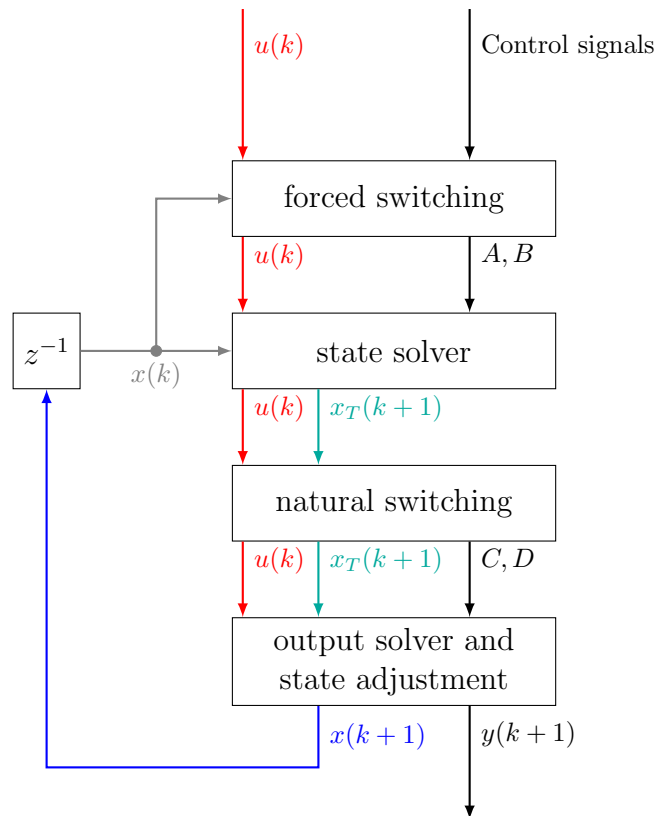 u(k)
Control signals
forced switching
u(k)
A, B
z⁻¹
x(k)
state solver
u(k)
x_T(k + 1)
natural switching
u(k)
x_T(k + 1)
C, D
output solver and
state adjustment
x(k + 1)
y(k + 1)